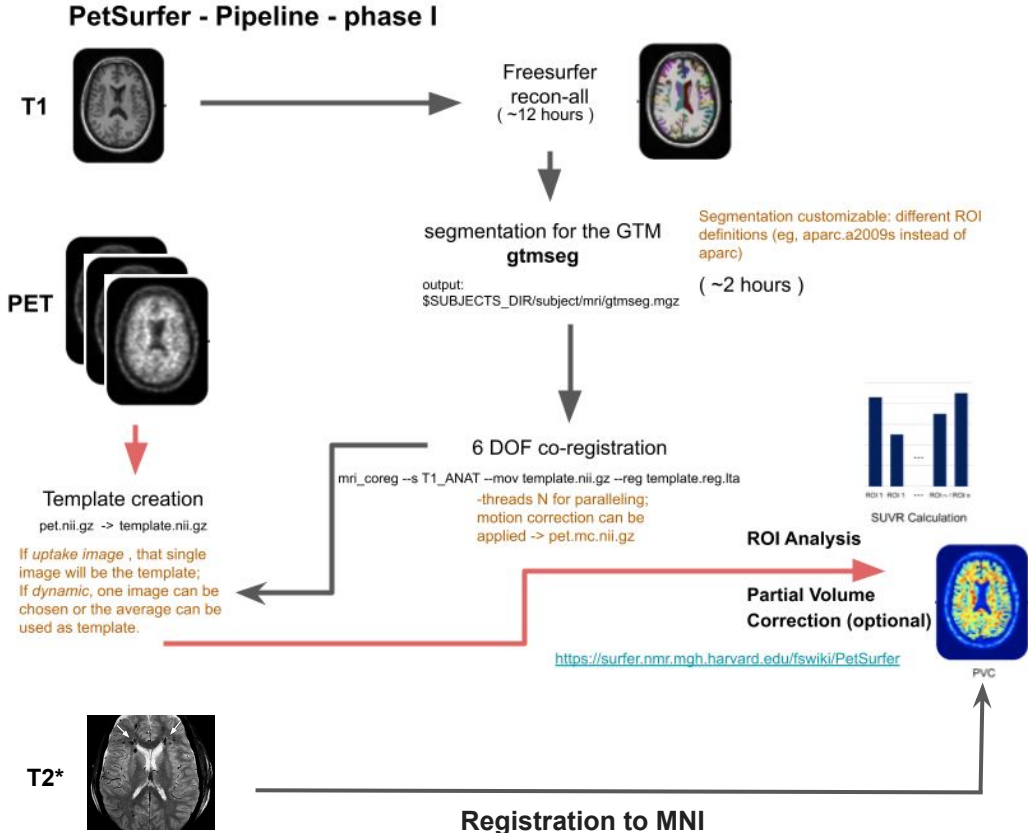 PetSurfer - Pipeline - phase I
T1
Freesurfer
recon-all
( ~12 hours )
segmentation for the GTM
gtmseg
output:
$SUBJECTS_DIR/subject/mri/gtmseg.mgz
Segmentation customizable: different ROI
definitions (eg, aparc.a2009s instead of
aparc)
( ~2 hours )
PET
6 DOF co-registration
mri_coreg --s T1_ANAT --mov template.nii.gz --reg template.reg.lta
-threads N for paralleling;
motion correction can be
applied -> pet.mc.nii.gz
Template creation
pet.nii.gz -> template.nii.gz
If uptake image , that single
image will be the template;
If dynamic, one image can be
chosen or the average can be
used as template.
... ...
ROI 1 ROI 1 ROI n
SUVR Calculation
ROI Analysis
Partial Volume
Correction (optional)
https://surfer.nmr.mgh.harvard.edu/fswiki/PetSurfer
PVC
T2*
Registration to MNI